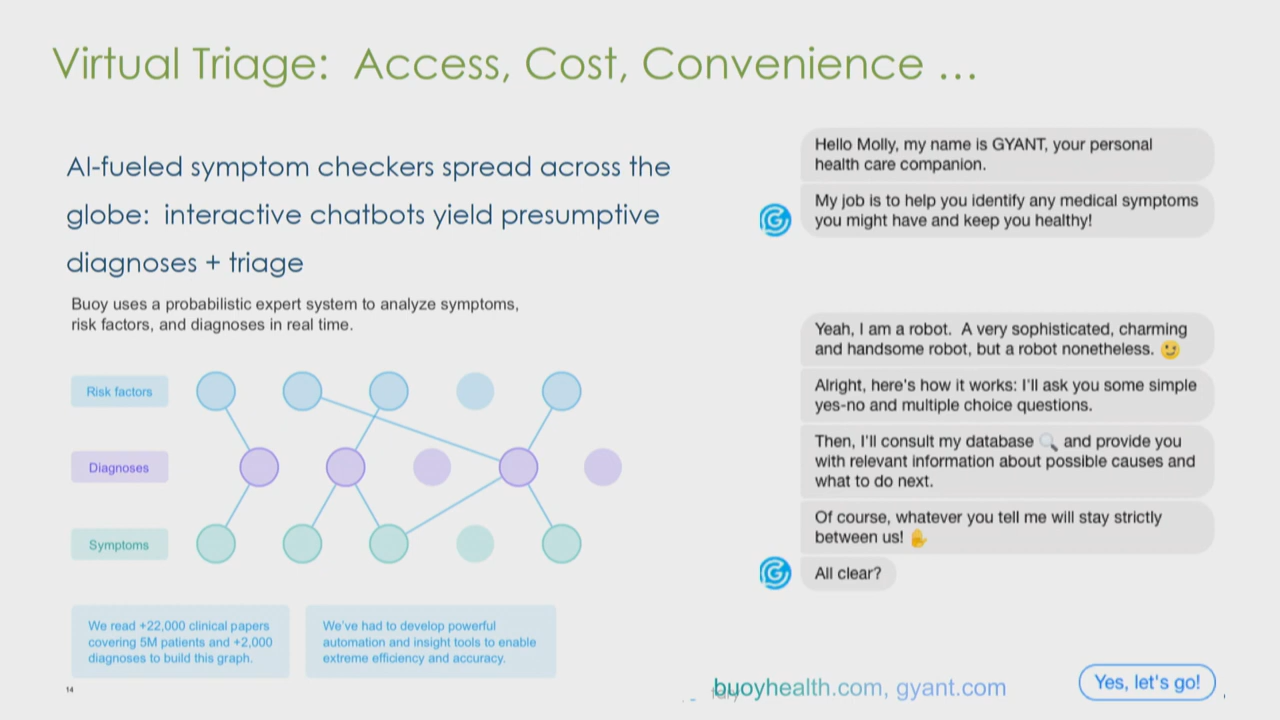 Virtual Triage: Access, Cost, Convenience ...
AI-fueled symptom checkers spread across the
globe: interactive chatbots yield presumptive
diagnoses + triage
Buoy uses a probabilistic expert system to analyze symptoms,
risk factors, and diagnoses in real time.
Risk factors
Diagnoses
Symptoms
We read +22,000 clinical papers
covering 5M patients and +2,000
diagnoses to build this graph.
We've had to develop powerful
automation and insight tools to enable
extreme efficiency and accuracy.
14
Hello Molly, my name is GYANT, your personal
health care companion.
My job is to help you identify any medical symptoms
you might have and keep you healthy!
Yeah, I am a robot. A very sophisticated, charming
and handsome robot, but a robot nonetheless. 😉
Alright, here's how it works: I'll ask you some simple
yes-no and multiple choice questions.
Then, I'll consult my database 🔍 and provide you
with relevant information about possible causes and
what to do next.
Of course, whatever you tell me will stay strictly
between us! ✋
All clear?
buoyhealth.com, gyant.com
Yes, let's go!